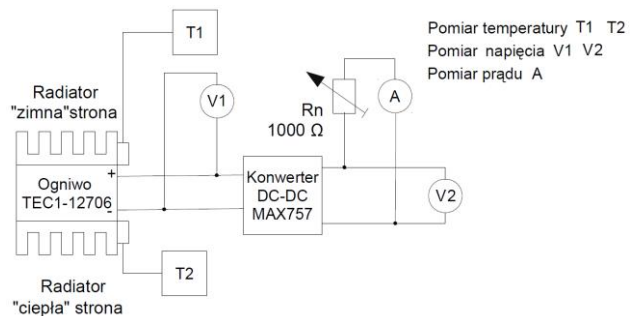 T1
Pomiar temperatury T1 T2
Pomiar napięcia V1 V2
Pomiar prądu A
Radiator
"zimna"strona
V1
Rn
1000 Ω
A
+
Ogniwo
TEC1-12706
-
Konwerter
DC-DC
MAX757
V2
T2
Radiator
"ciepła" strona